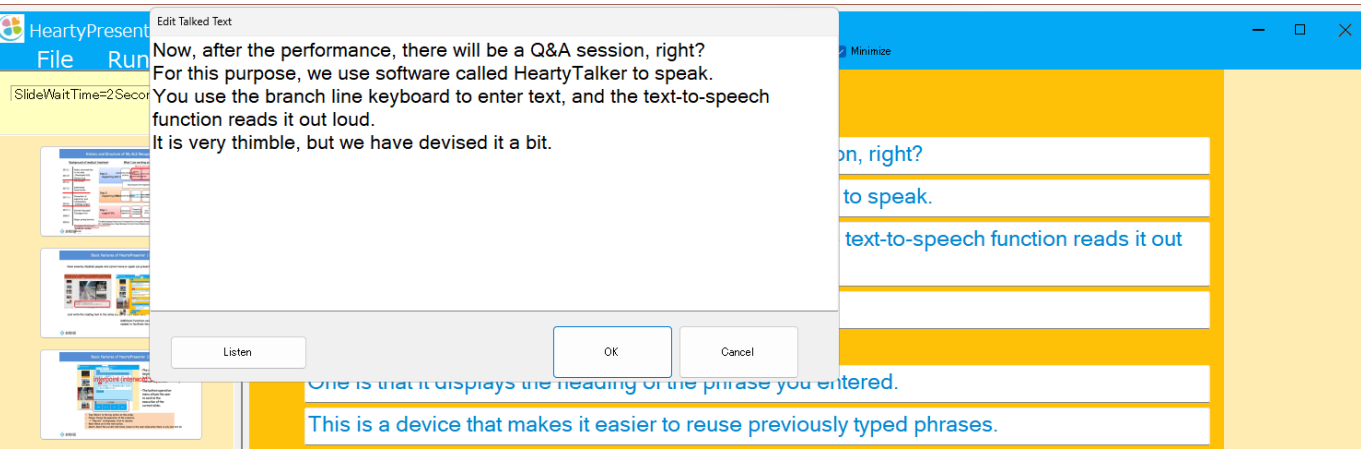 HeartyPresent
File Run
Minimize
SlideWaitTime=2Secon
Edit Talked Text
Now, after the performance, there will be a Q&A session, right?
For this purpose, we use software called HeartyTalker to speak.
You use the branch line keyboard to enter text, and the text-to-speech
function reads it out loud.
It is very thimble, but we have devised it a bit.
Listen
OK
Cancel
on, right?
to speak.
text-to-speech function reads it out
One is that it displays the heading of the phrase you entered.
This is a device that makes it easier to reuse previously typed phrases.